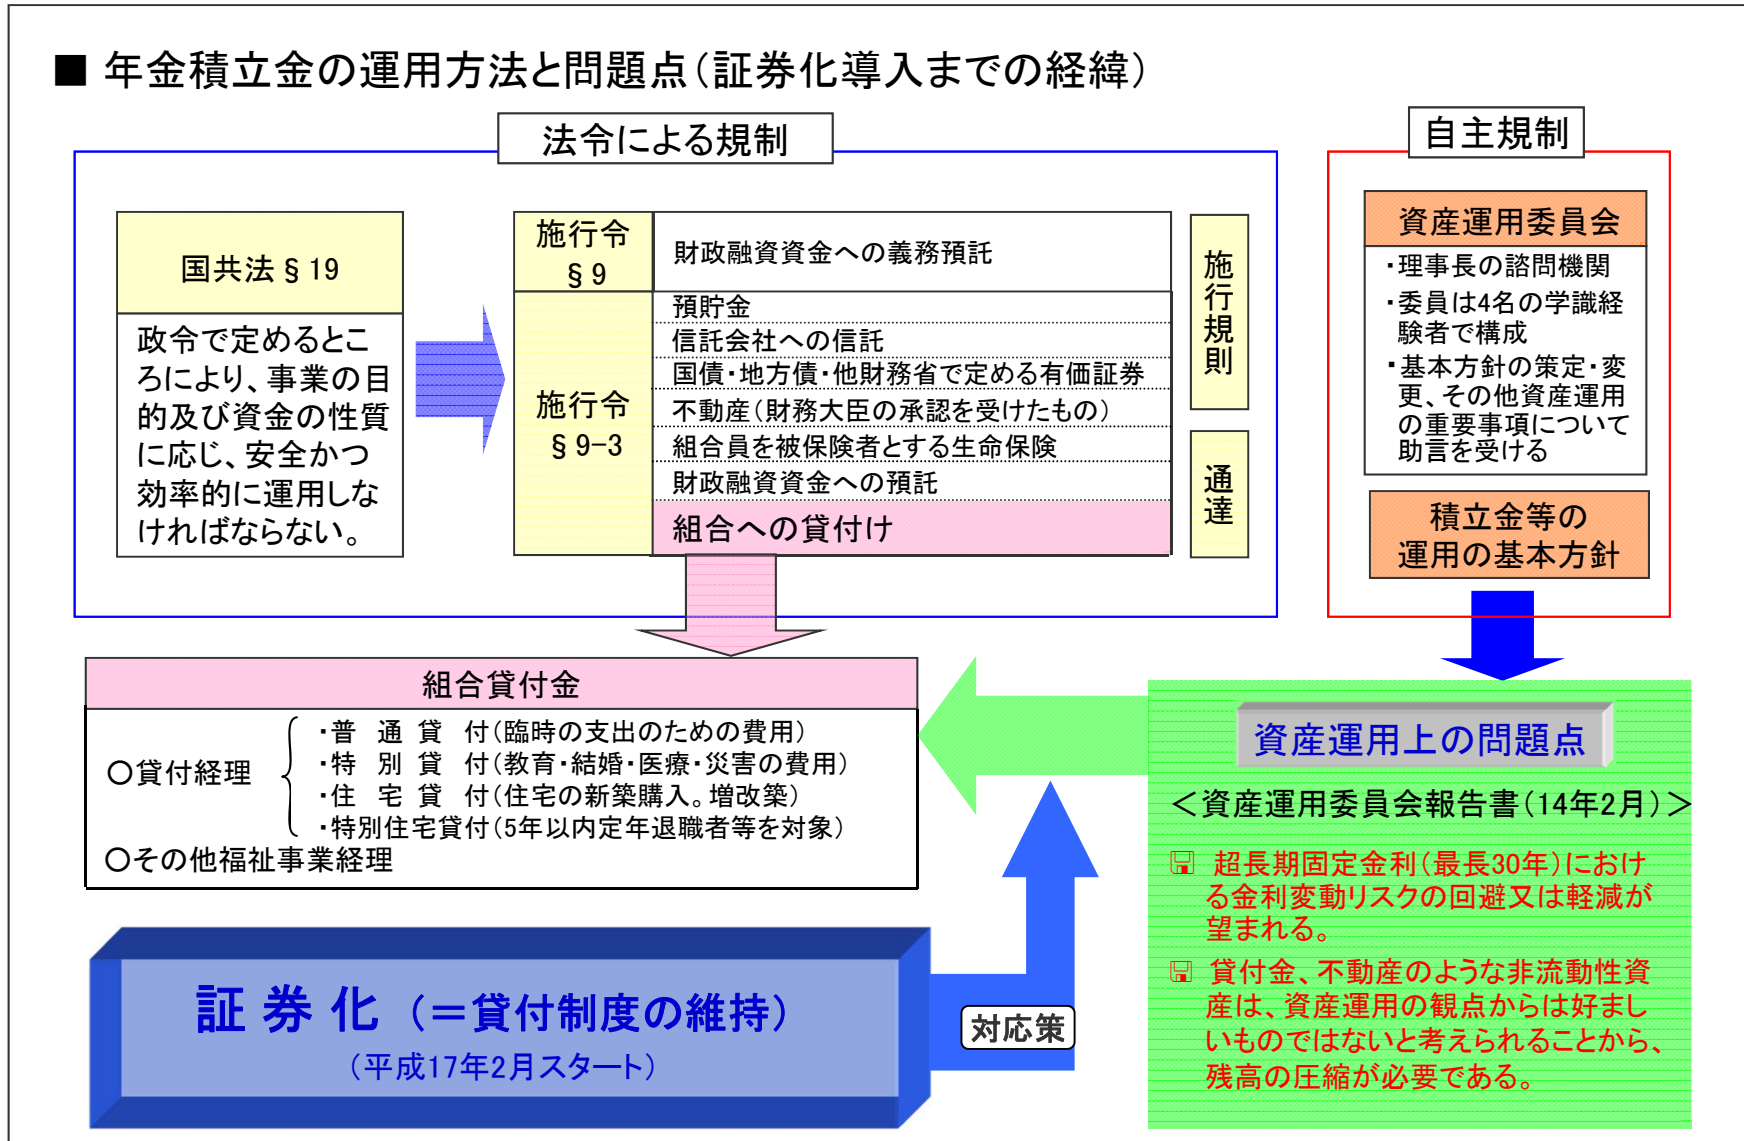 ■ 年金積立金の運用方法と問題点(証券化導入までの経緯)
法令による規制
国共法§19
政令で定めるとこ
ろにより、事業の目
的及び資金の性質
に応じ、安全かつ
効率的に運用しな
ければならない。
施行令
§9
財政融資資金への義務預託
施行令
§9-3
預貯金
信託会社への信託
国債・地方債・他財務省で定める有価証券
不動産(財務大臣の承認を受けたもの)
組合員を被保険者とする生命保険
財政融資資金への預託
組合への貸付け
施行規則
通達
自主規制
資産運用委員会
・理事長の諮問機関
・委員は4名の学識経
験者で構成
・基本方針の策定・変
更、その他資産運用
の重要事項について
助言を受ける
積立金等の
運用の基本方針
組合貸付金
○貸付経理
・普 通 貸 付(臨時の支出のための費用)
・特 別 貸 付(教育・結婚・医療・災害の費用)
・住 宅 貸 付(住宅の新築購入。増改築)
・特別住宅貸付(5年以内定年退職者等を対象)
○その他福祉事業経理
資産運用上の問題点
<資産運用委員会報告書(14年2月)>
超長期固定金利(最長30年)におけ
る金利変動リスクの回避又は軽減が
望まれる。
貸付金、不動産のような非流動性資
産は、資産運用の観点からは好まし
いものではないと考えられることから、
残高の圧縮が必要である。
証 券 化 (=貸付制度の維持)
(平成17年2月スタート)
対応策